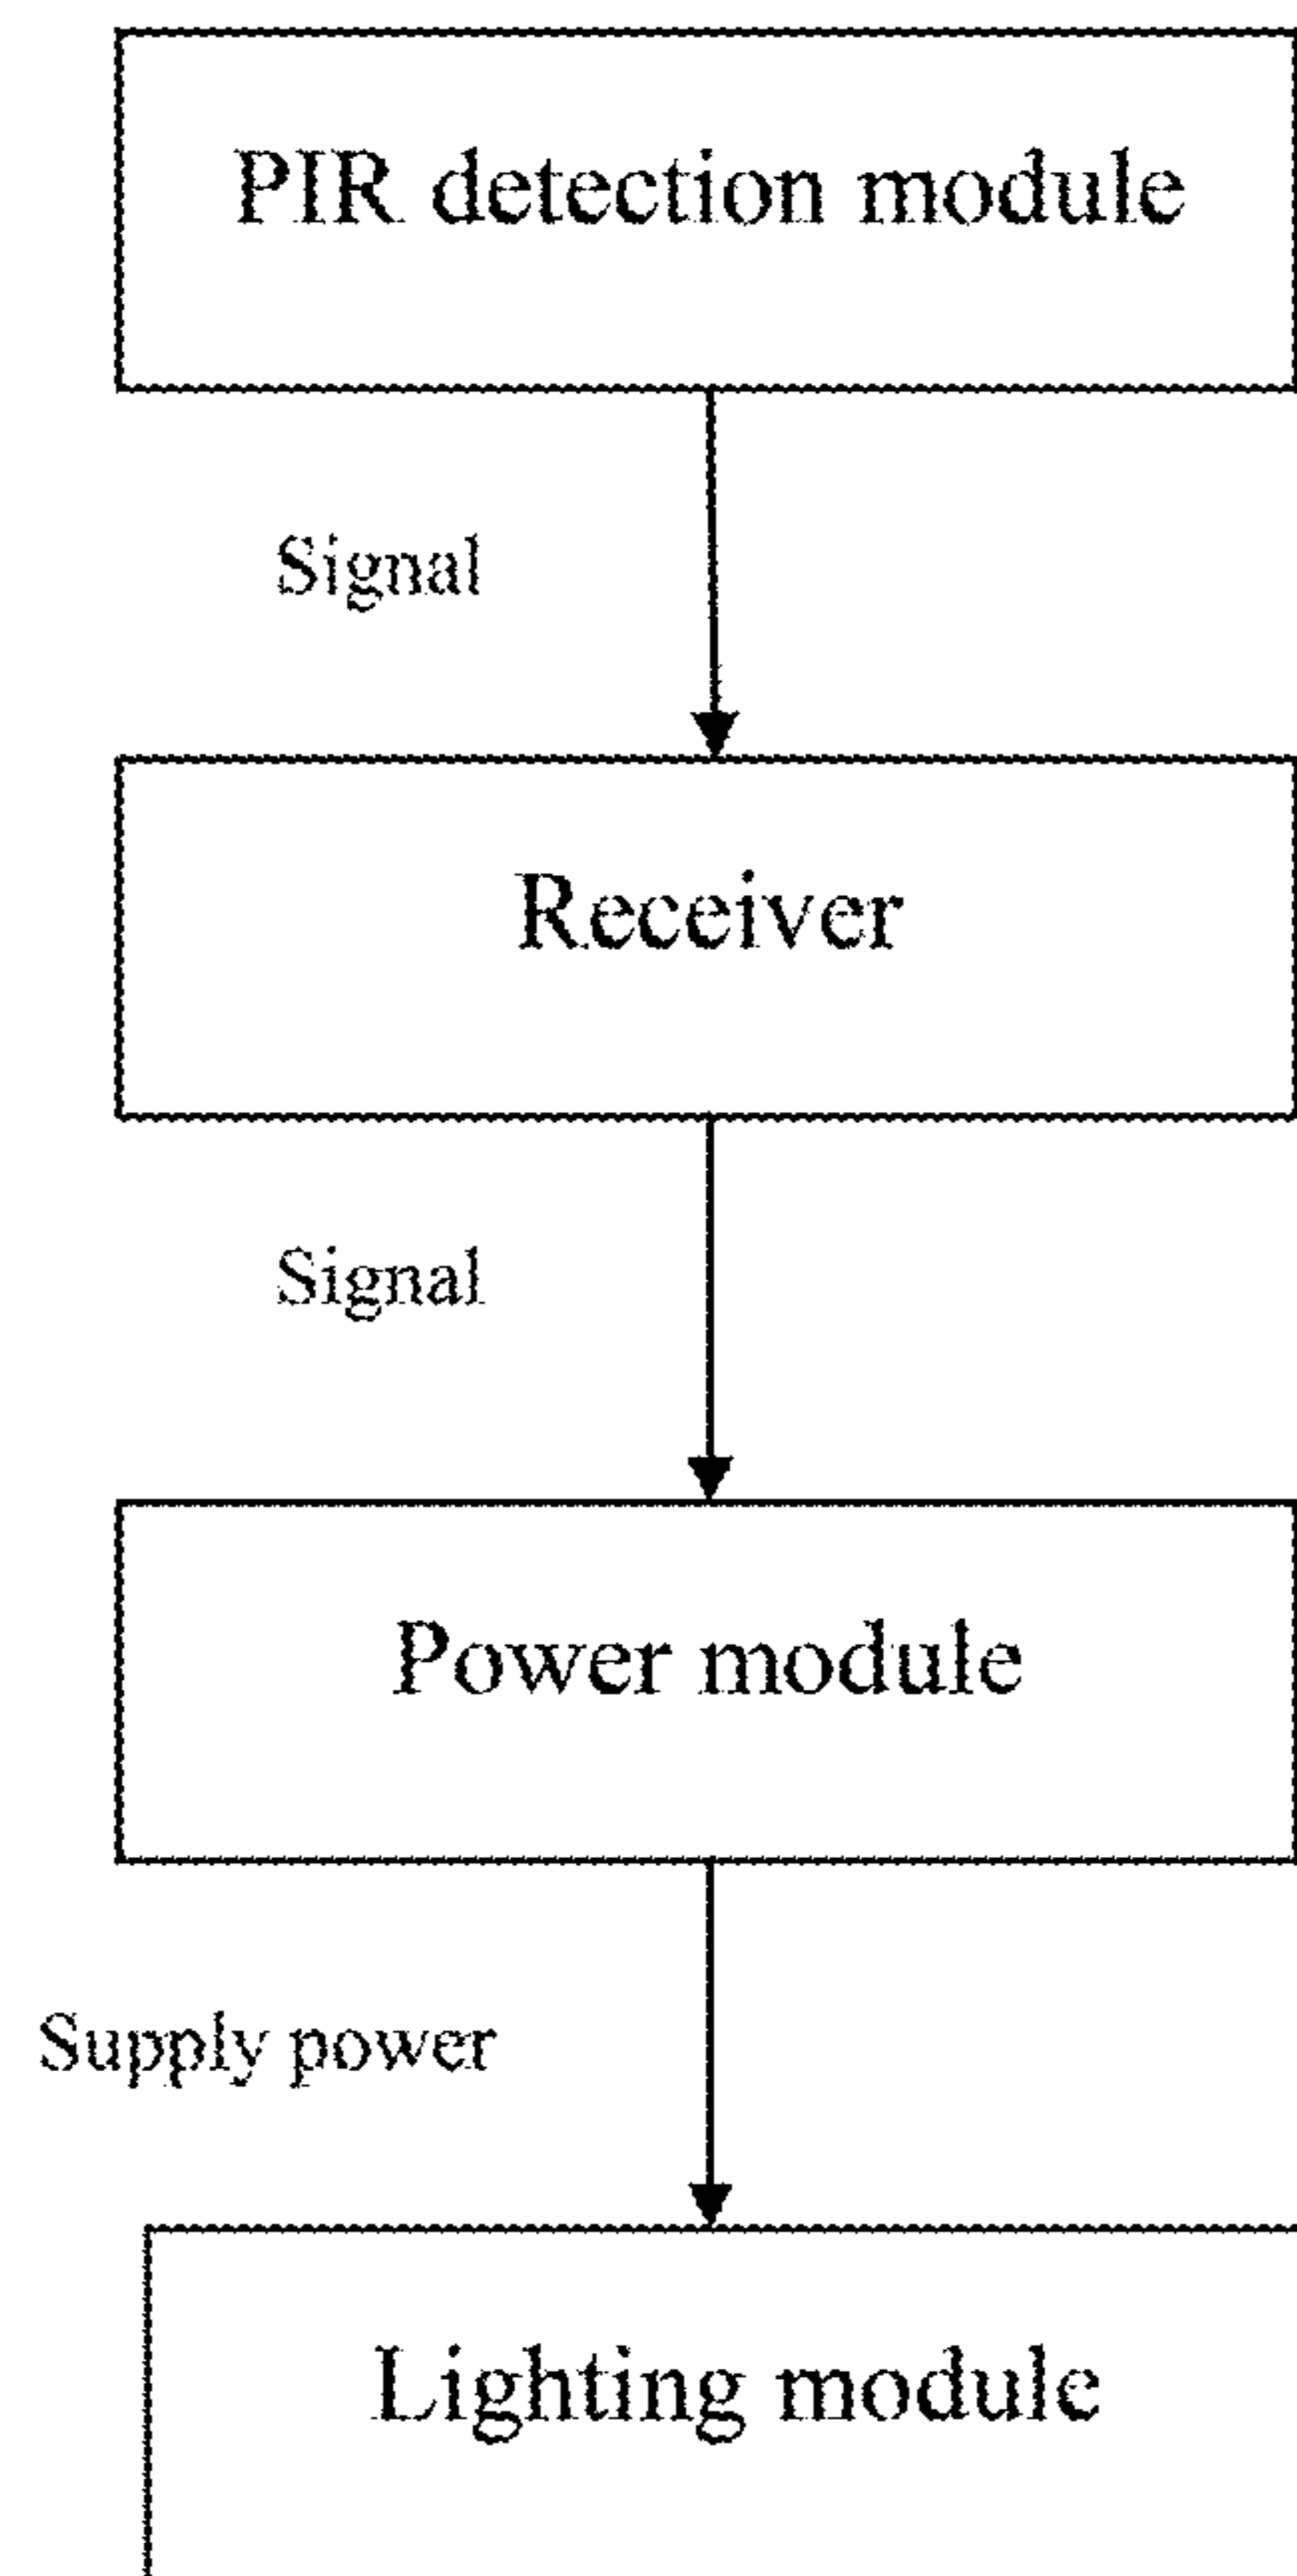 PIR detection module
Signal
Receiver
Signal
Power module
Supply power
Lighting module